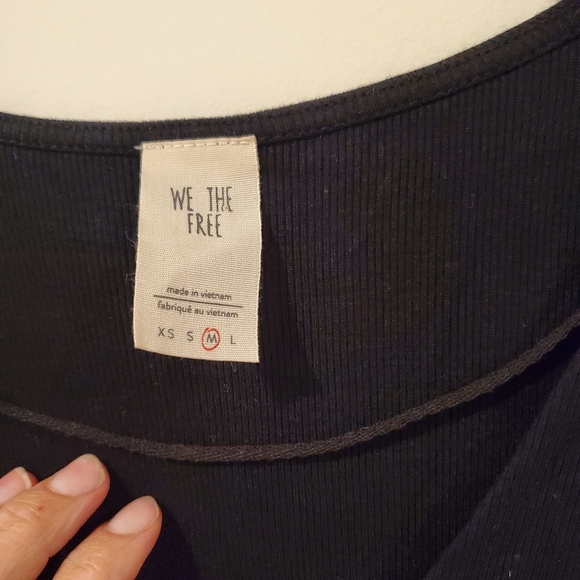 WE THE
FREE
made in vietnam
fabriqué au vietnam
XS S M L